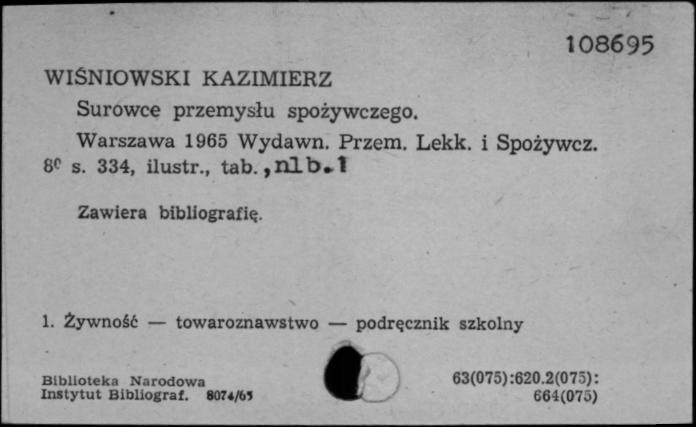 108695
WIŚNIOWSKI KAZIMIERZ
Surowce przemysłu spożywczego.
Warszawa 1965 Wydawn. Przem. Lekk. i Spożywcz.
8⁰ s. 334, ilustr., tab. , nlb. 1
Zawiera bibliografię.
1. Żywność — towaroznawstwo — podręcznik szkolny
Biblioteka Narodowa
Instytut Bibliograf. 8074/65
63(075):620.2(075):
664(075)